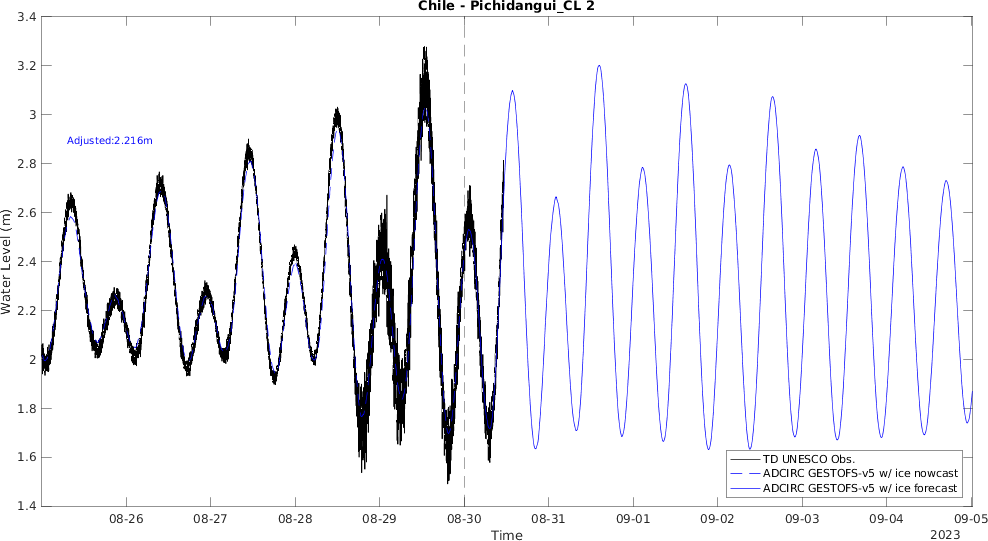 Chile - Pichidangui_CL 2
3.4
3.2
3
2.8
2.6
2.4
2.2
2
1.8
1.6
1.4
Water Level (m)
Adjusted:2.216m
TD UNESCO Obs.
ADCIRC GESTOFS-v5 w/ ice nowcast
ADCIRC GESTOFS-v5 w/ ice forecast
08-26 08-27 08-28 08-29 08-30 08-31 09-01 09-02 09-03 09-04 09-05
Time
2023